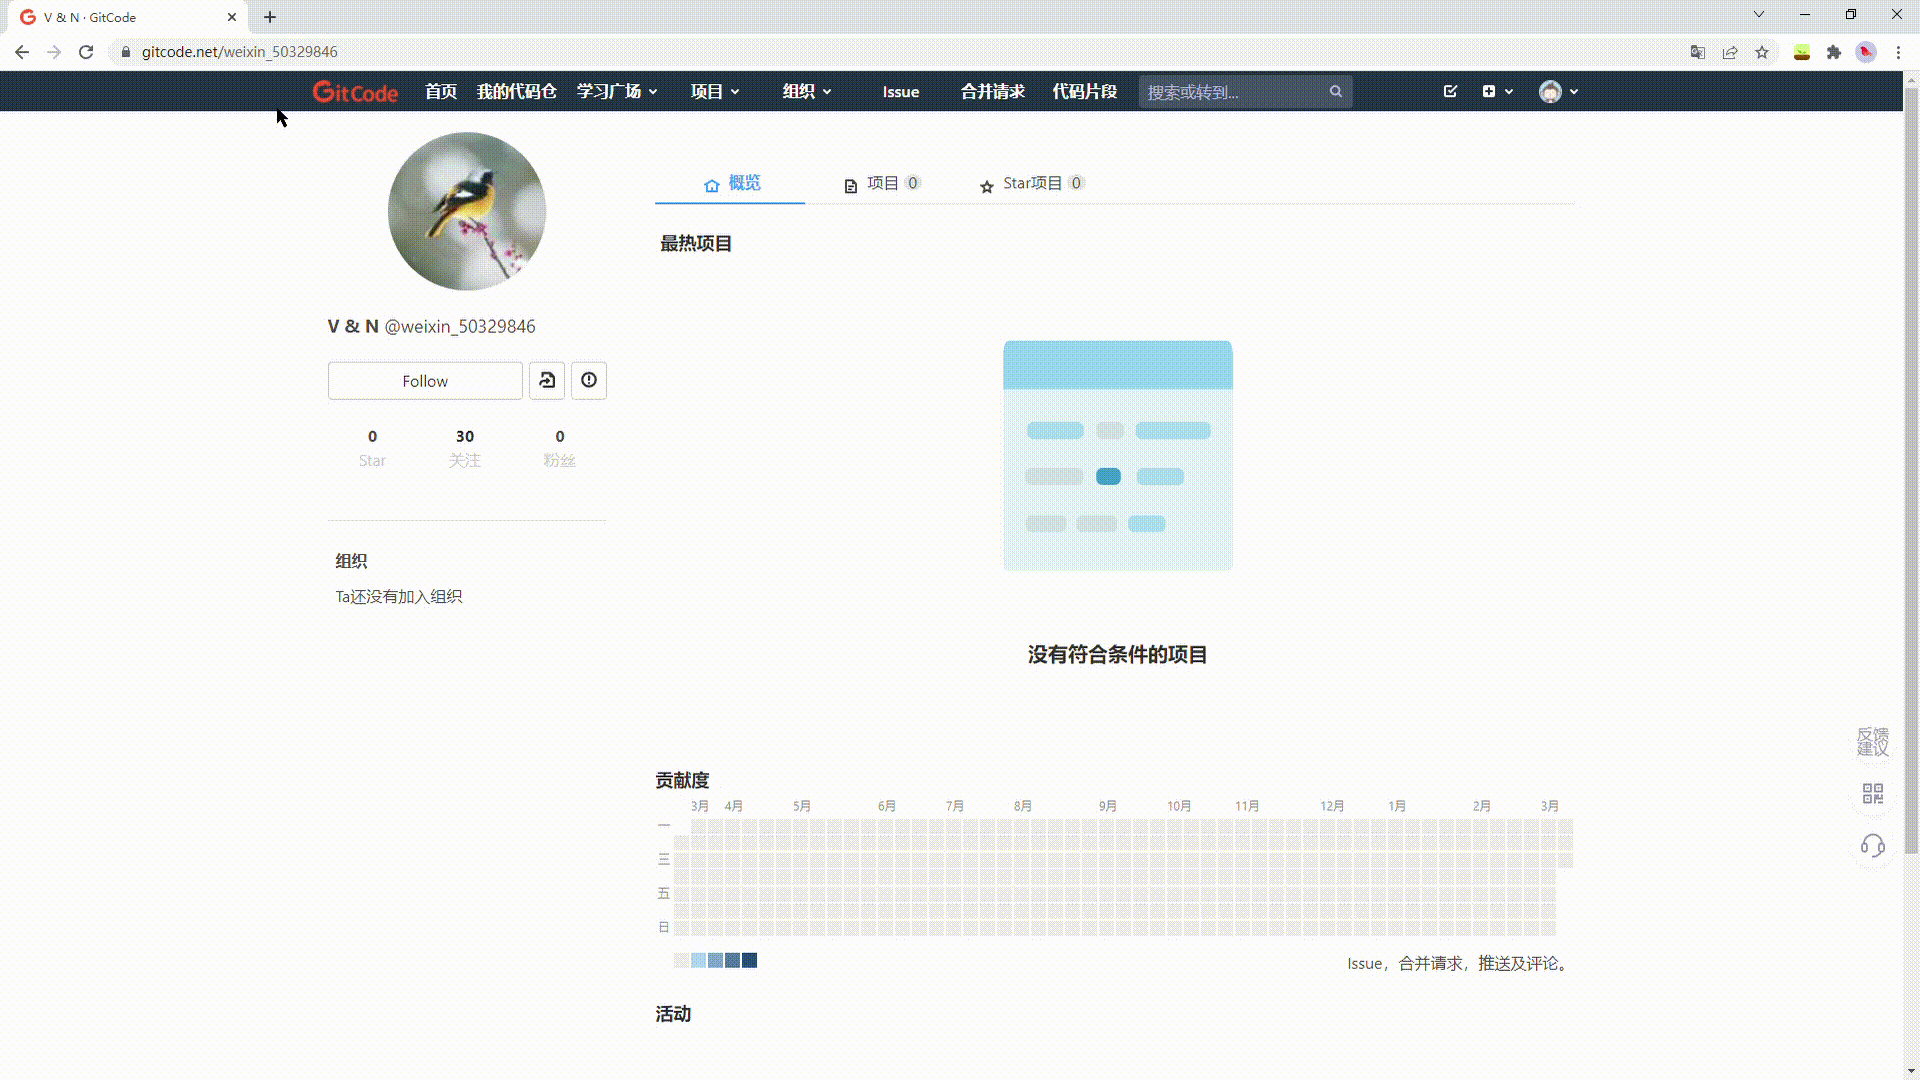 V & N · GitCode
gitcode.net/weixin_50329846
GitCode 首页 我的代码仓 学习广场 项目 组织 Issue 合并请求 代码片段 搜索或转到...
概览 项目 0 Star项目 0
最热项目
V & N @weixin_50329846
Follow
0 30 0
Star 关注 粉丝
组织
Ta还没有加入组织
没有符合条件的项目
反馈
建议
贡献度
3月 4月 5月 6月 7月 8月 9月 10月 11月 12月 1月 2月 3月
一
三
五
日
Issue，合并请求，推送及评论。
活动